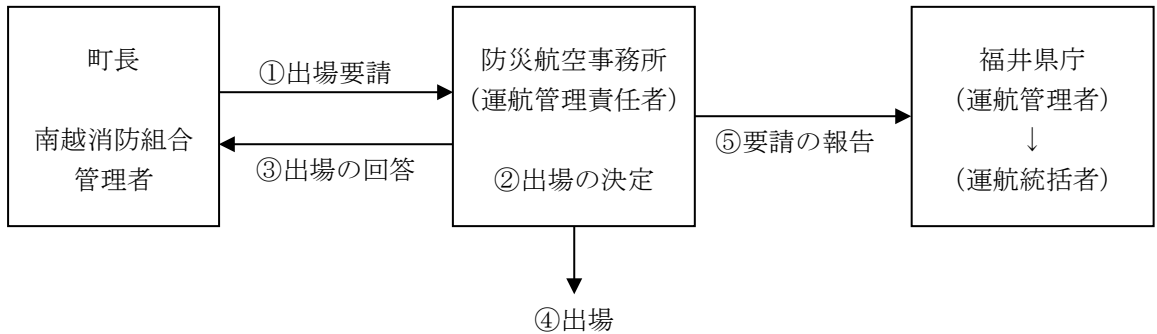 町長
南越消防組合
管理者
①出場要請
③出場の回答
防災航空事務所
（運航管理責任者）
②出場の決定
④出場
⑤要請の報告
福井県庁
（運航管理者）
↓
（運航統括者）